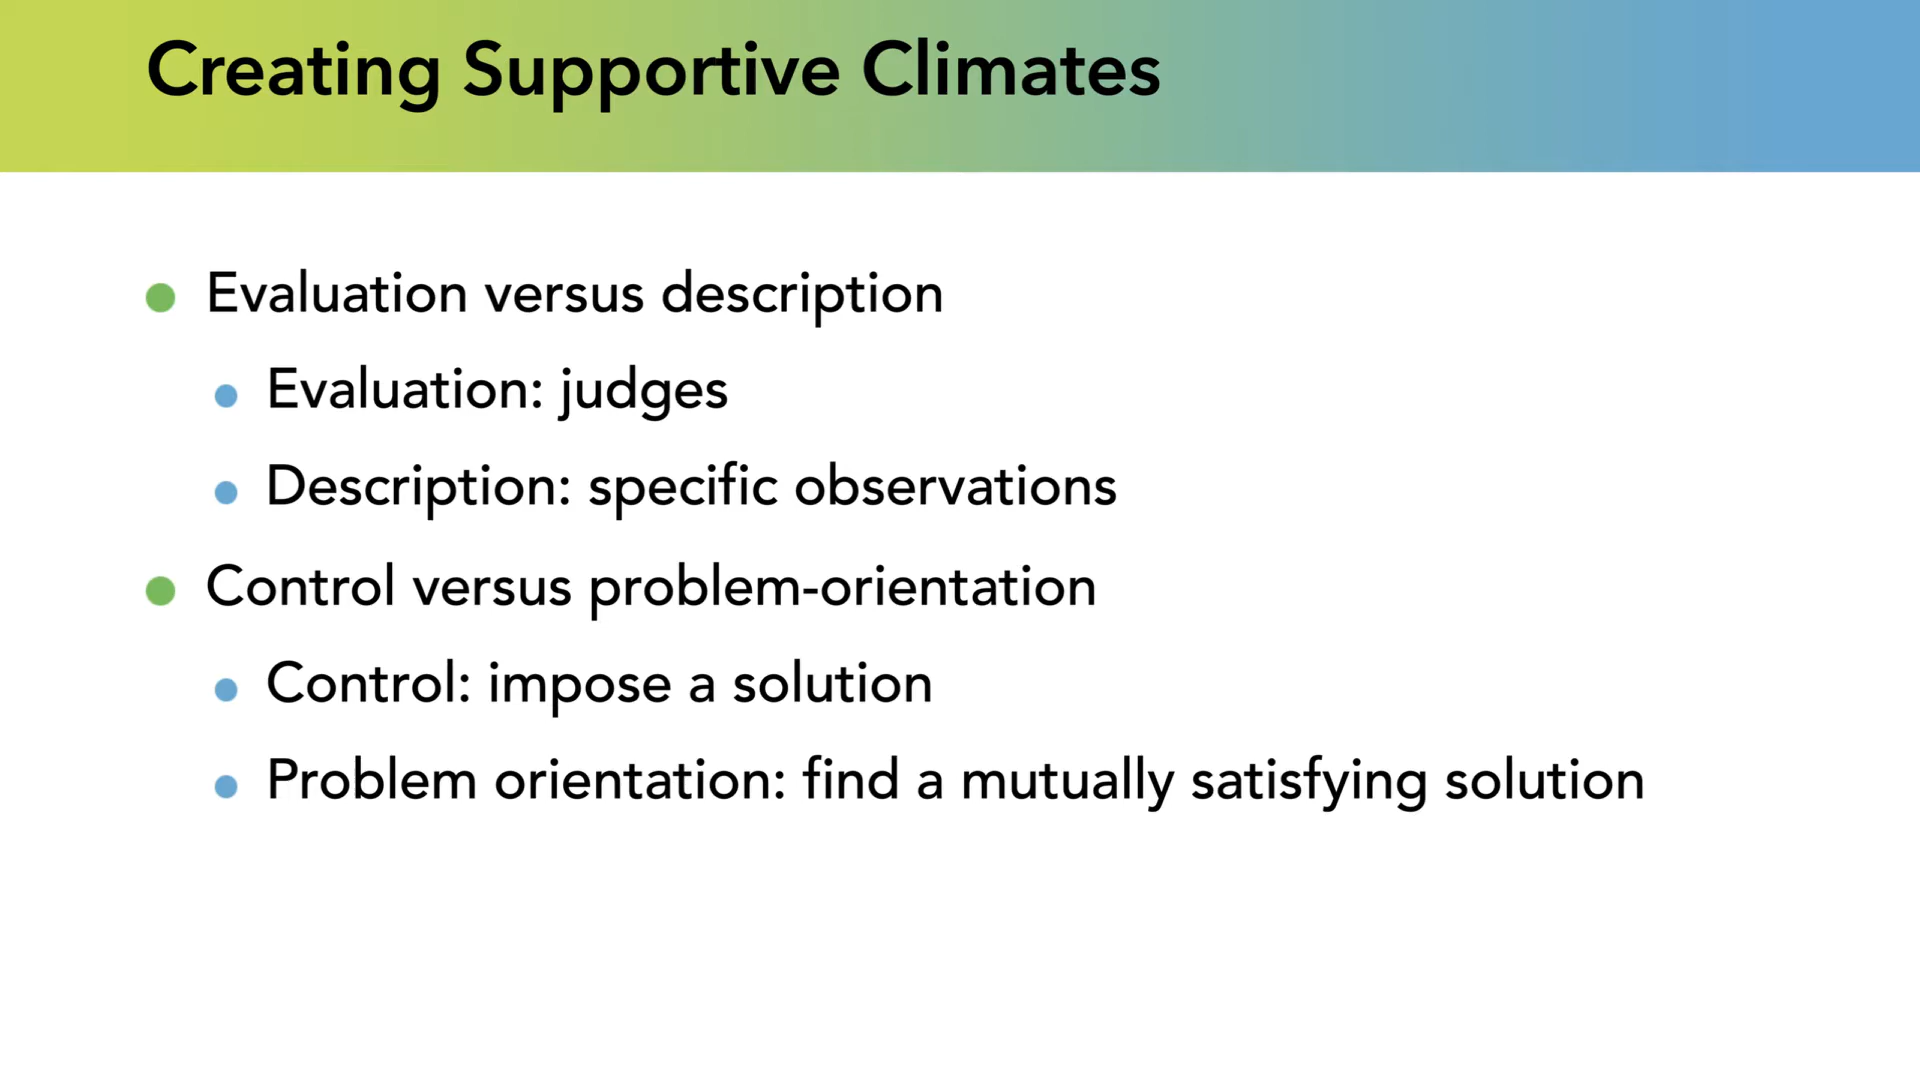 Creating Supportive Climates
Evaluation versus description
Evaluation: judges
Description: specific observations
Control versus problem-orientation
Control: impose a solution
Problem orientation: find a mutually satisfying solution